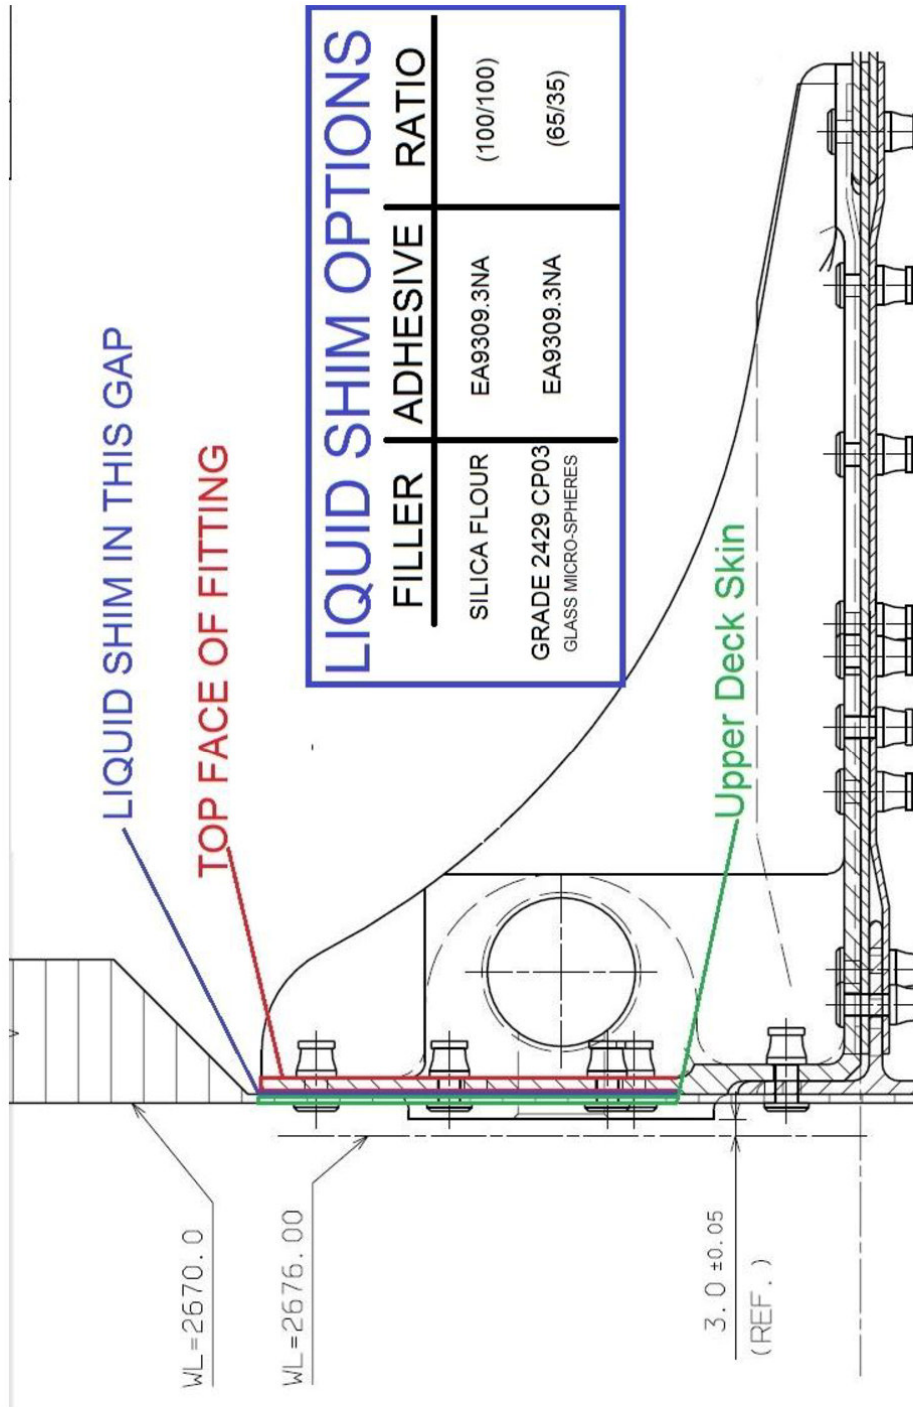 LIQUID SHIM IN THIS GAP
TOP FACE OF FITTING
LIQUID SHIM OPTIONS
FILLER ADHESIVE RATIO
SILICA FLOUR EA9309.3NA (100/100)
GRADE 2429 CP03 EA9309.3NA (65/35)
GLASS MICRO-SPHERES
Upper Deck Skin
WL=2670.0
WL=2676.00
3.0 ±0.05
(REF.)